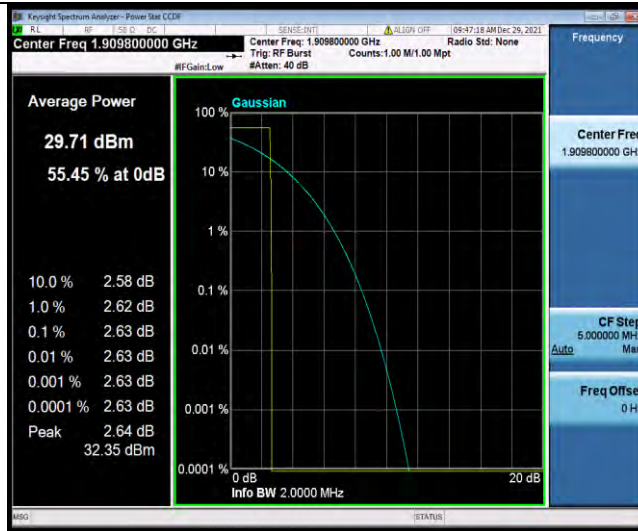 Keysight Spectrum Analyzer - Power Stat CCDF
RL RF 50 Ω DC SENSE:INT ALIGN OFF 09:47:18 AM Dec 29, 2021
Center Freq 1.909800000 GHz
Center Freq: 1.909800000 GHz Radio Std: None
Trig: RF Burst Counts:1.00 M/1.00 Mpt
#IFGain:Low #Atten: 40 dB
Frequency
Average Power
29.71 dBm
55.45 % at 0dB
10.0 % 2.58 dB
1.0 % 2.62 dB
0.1 % 2.63 dB
0.01 % 2.63 dB
0.001 % 2.63 dB
0.0001 % 2.63 dB
Peak 2.64 dB
32.35 dBm
Gaussian
100 %
10 %
1 %
0.1 %
0.01 %
0.001 %
0.0001 %
0 dB 20 dB
Info BW 2.0000 MHz
Center Fre
1.909800000 GH
CF Step
5.000000 MH
Auto Ma
Freq Offse
0 H
MSG STATUS